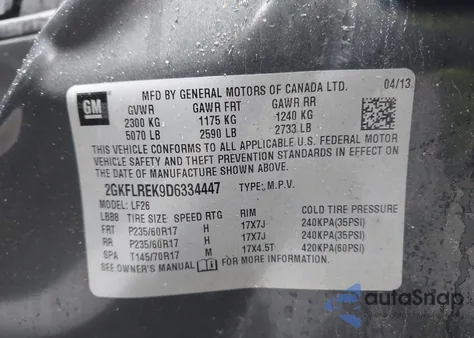 GM
MFD BY GENERAL MOTORS OF CANADA LTD. 04/13
GVWR GAWR FRT GAWR RR
2300 KG 1175 KG 1240 KG
5070 LB 2590 LB 2733 LB
THIS VEHICLE CONFORMS TO ALL APPLICABLE U.S. FEDERAL MOTOR
VEHICLE SAFETY AND THEFT PREVENTION STANDARDS IN EFFECT
ON THE DATE OF MANUFACTURE SHOWN ABOVE.
2GKFLREK9D6334447 TYPE: M.P.V.
MODEL: LF26
LBB8 TIRE SIZE SPEED RTG RIM COLD TIRE PRESSURE
FRT P235/60R17 H 17X7J 240KPA(35PSI)
RR P235/60R17 H 17X7J 240KPA(35PSI)
SPA T145/70R17 M 17X4.5T 420KPA(60PSI)
SEE OWNER'S MANUAL FOR MORE INFORMATION.
autoSnap